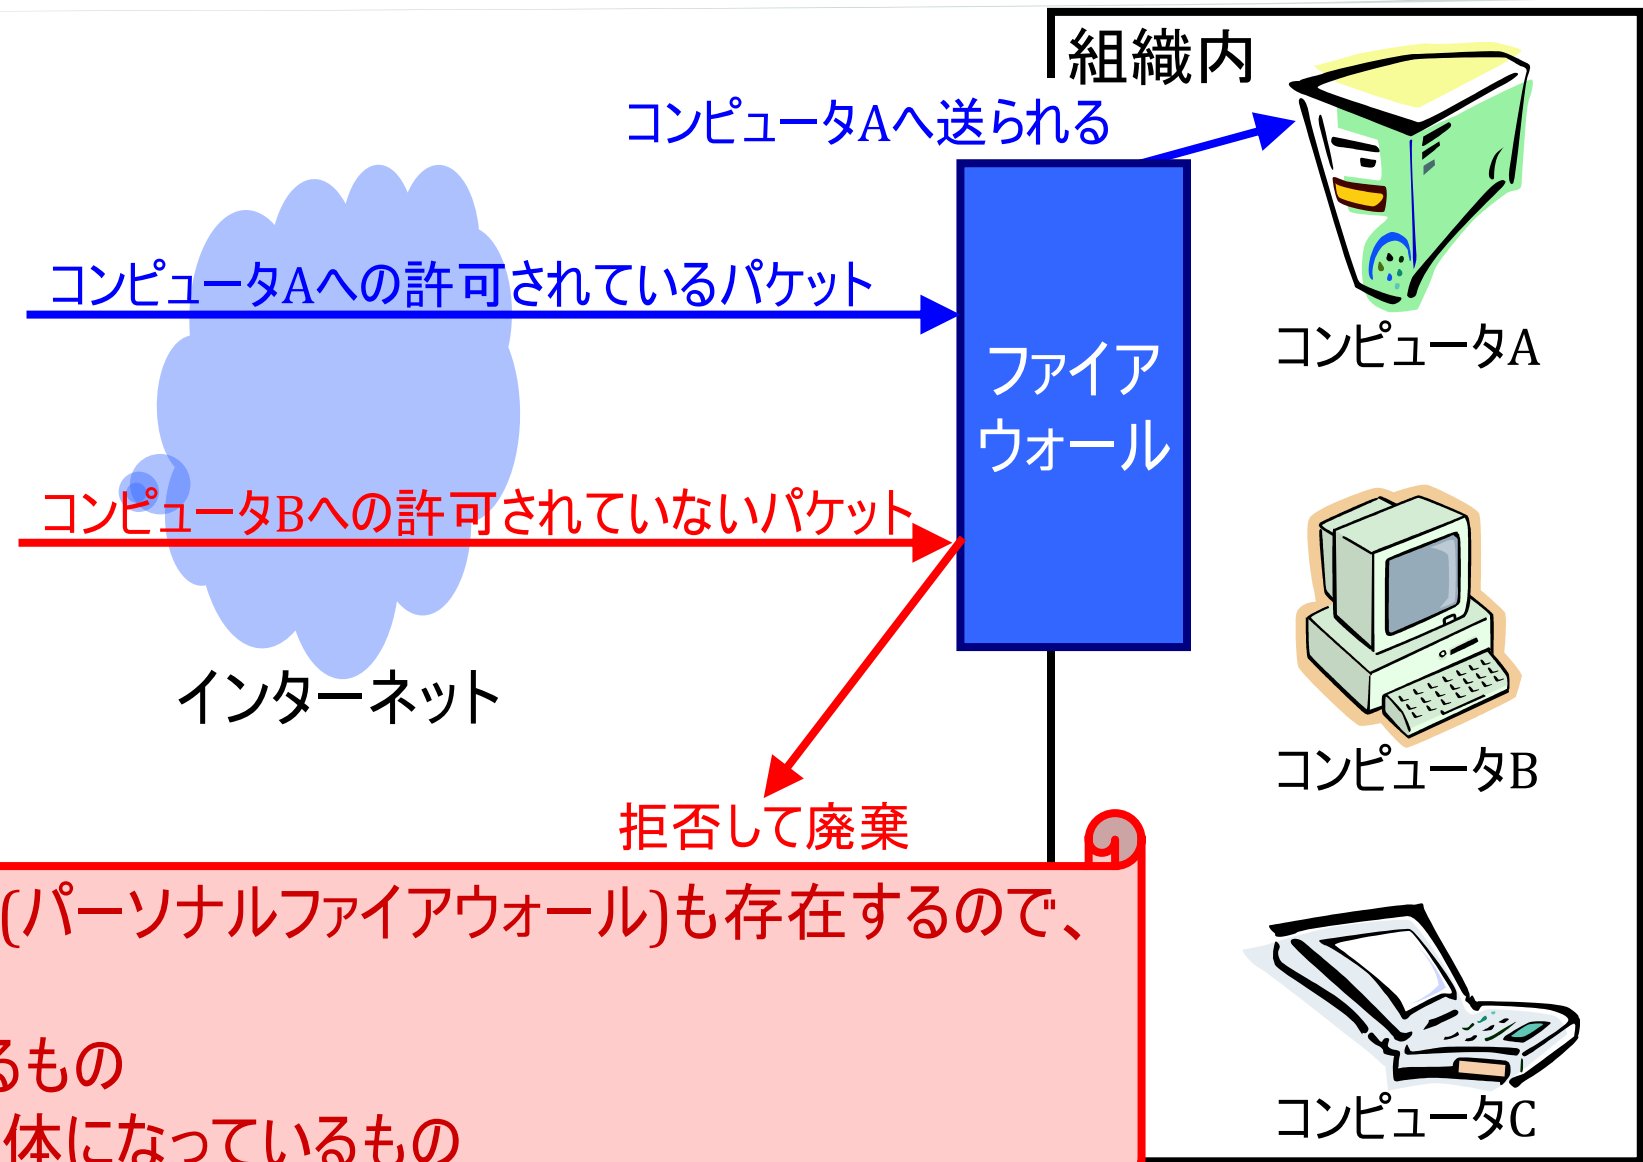 組織内
コンピュータAへ送られる
コンピュータAへの許可されているパケット
ファイア
ウォール
コンピュータA
コンピュータBへの許可されていないパケット
インターネット
コンピュータB
拒否して廃棄
(パーソナルファイアウォール)も存在するので、
るもの
体になっているもの
コンピュータC